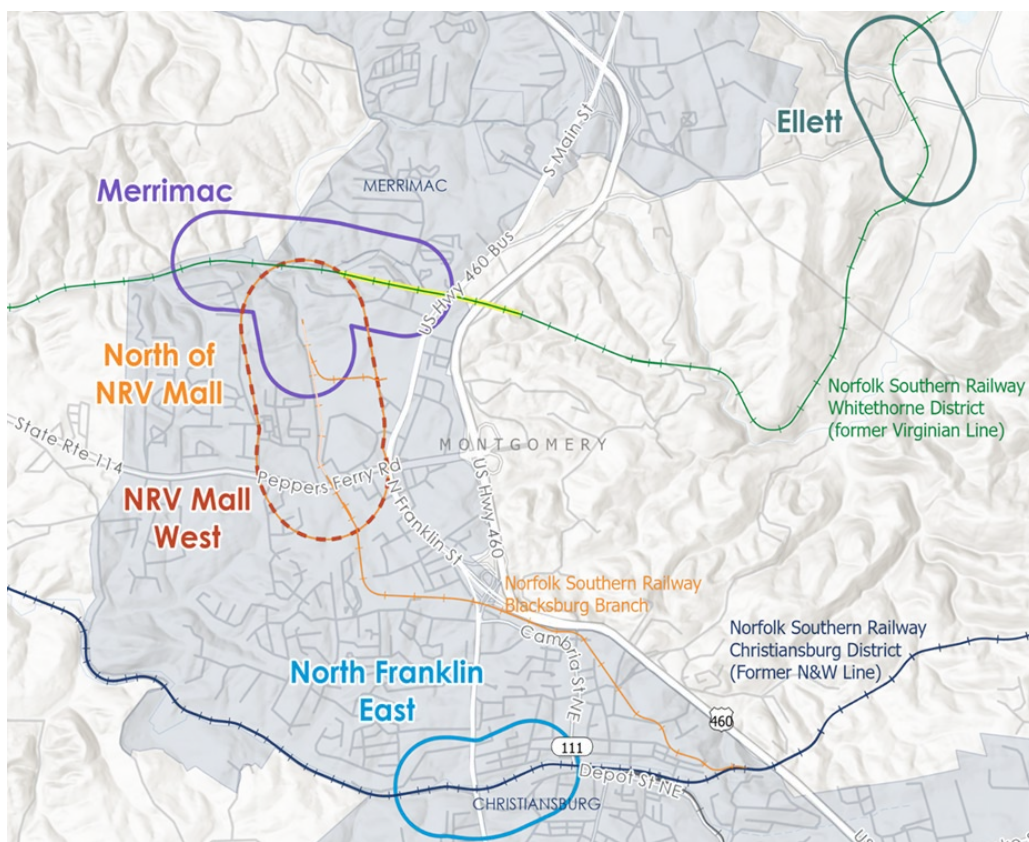 Ellett
S Main St
Merrimac
MERRIMAC
US Hwy 460 Bus
North of
NRV Mall
Norfolk Southern Railway
Whitethorne District
(former Virginian Line)
State Rte 114
MONTGOMERY
Peppers Ferry Rd
US Hwy 460
NRV Mall
West
N Franklin St
Norfolk Southern Railway
Blacksburg Branch
Cambria St NE
Norfolk Southern Railway
Christiansburg District
(Former N&W Line)
North Franklin
East
460
111
Depot St NE
CHRISTIANSBURG
US